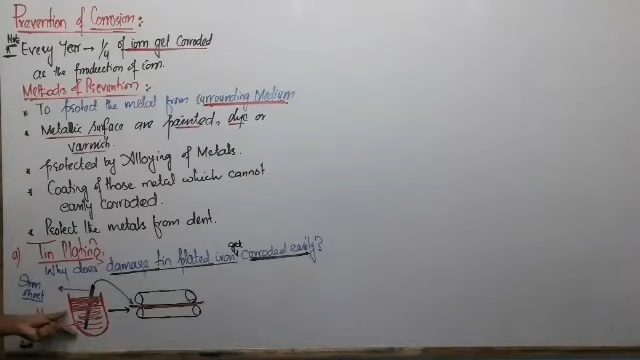 Prevention of Corrosion:
Note
Every Year → 1/4 of iron get Corroded
as the Production of iron.
Methods of Prevention:
* To protect the metal from surrounding Medium
* Metallic surface are painted, dye or
varnish.
* Protected by Alloying of Metals.
* Coating of those metal which cannot
early corroded.
* Protect the metals from dent.
a) Tin Plating:
Why does damage tin plated iron get corroded easily?
Iron
sheet